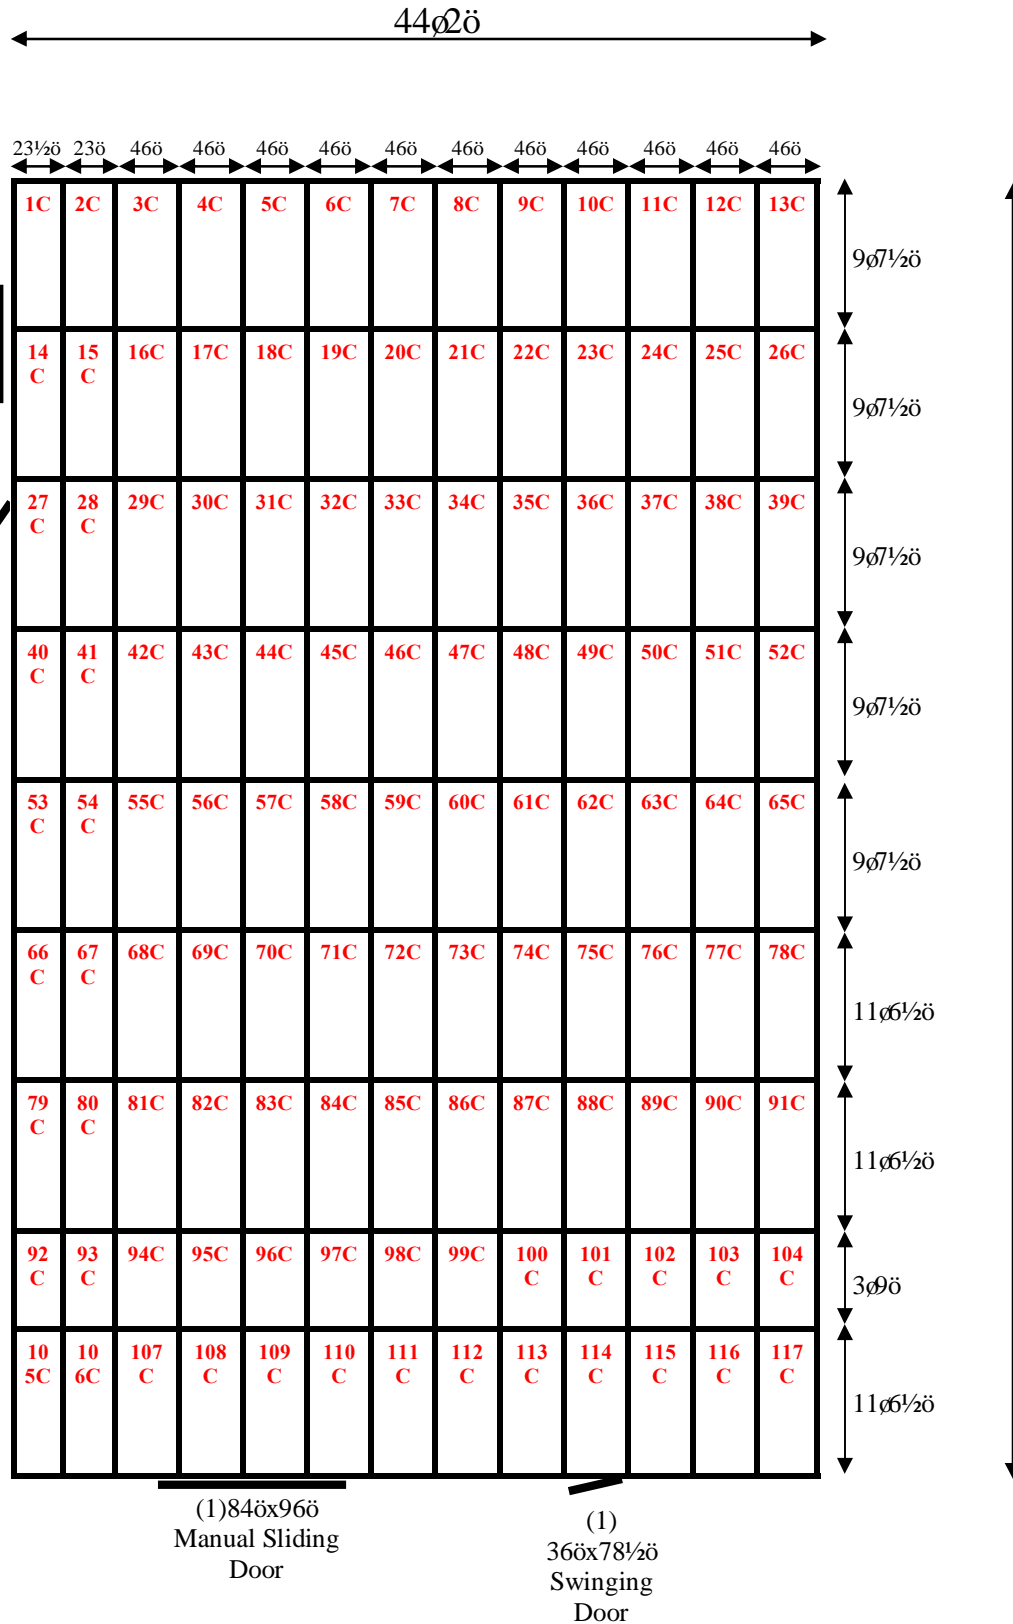 44ø2ö
23½ö 23ö 46ö 46ö 46ö 46ö 46ö 46ö 46ö 46ö 46ö 46ö 46ö
1C 2C 3C 4C 5C 6C 7C 8C 9C 10C 11C 12C 13C
9ø7½ö
14 15 16C 17C 18C 19C 20C 21C 22C 23C 24C 25C 26C
C C
9ø7½ö
27 28 29C 30C 31C 32C 33C 34C 35C 36C 37C 38C 39C
C C
9ø7½ö
40 41 42C 43C 44C 45C 46C 47C 48C 49C 50C 51C 52C
C C
9ø7½ö
53 54 55C 56C 57C 58C 59C 60C 61C 62C 63C 64C 65C
C C
9ø7½ö
66 67 68C 69C 70C 71C 72C 73C 74C 75C 76C 77C 78C
C C
11ø6½ö
79 80 81C 82C 83C 84C 85C 86C 87C 88C 89C 90C 91C
C C
11ø6½ö
92 93 94C 95C 96C 97C 98C 99C 100 101 102 103 104
C C C C C C C
3ø9ö
10 10 107 108 109 110 111 112 113 114 115 116 117
5C 6C C C C C C C C C C C C
11ø6½ö
(1)84öx96ö
Manual Sliding
Door
(1)
36öx78½ö
Swinging
Door